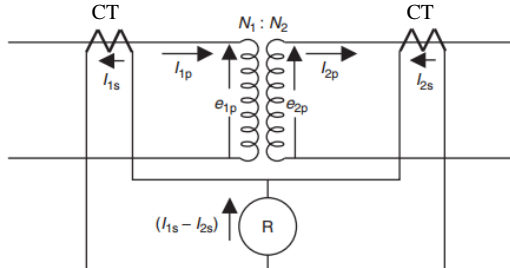 CT N₁ : N₂ CT
I₁ₛ I₁ₚ e₁ₚ e₂ₚ I₂ₚ I₂ₛ
(I₁ₛ – I₂ₛ) R